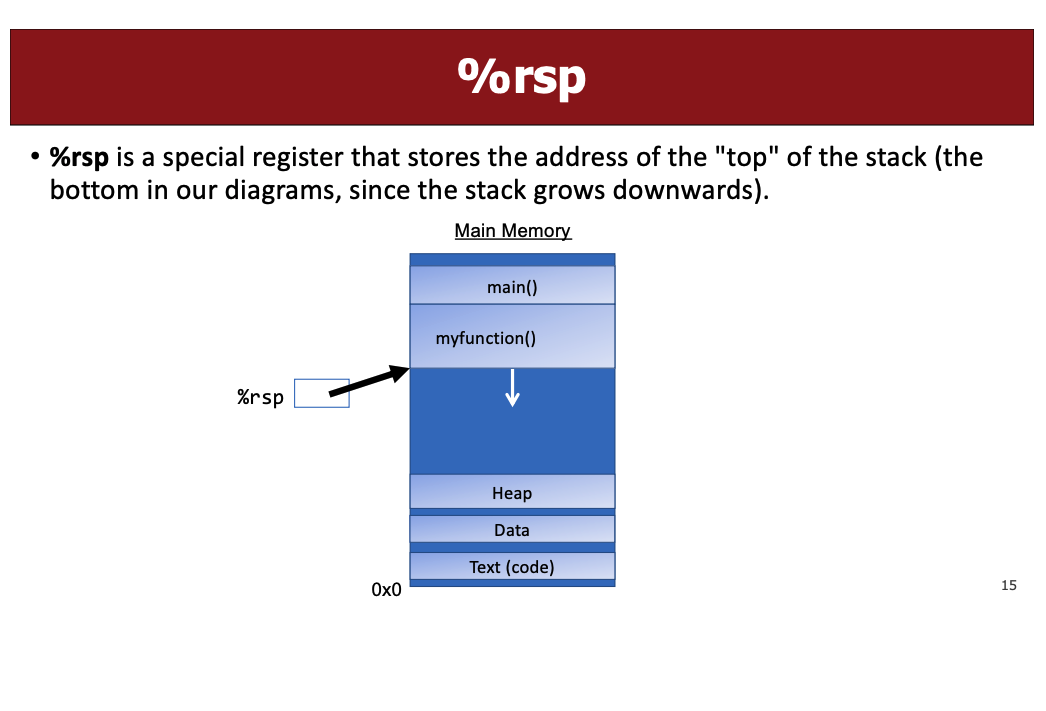 %rsp
• %rsp is a special register that stores the address of the "top" of the stack (the
bottom in our diagrams, since the stack grows downwards).
Main Memory
main()
myfunction()
%rsp
Heap
Data
Text (code)
0x0
15